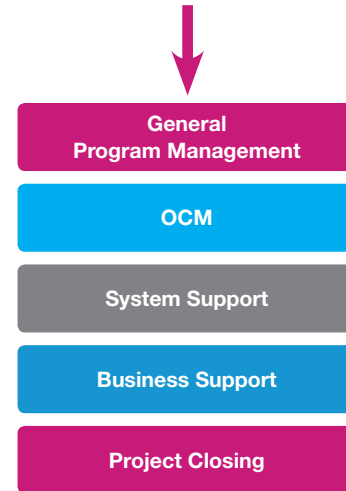 General
Program Management
OCM
System Support
Business Support
Project Closing